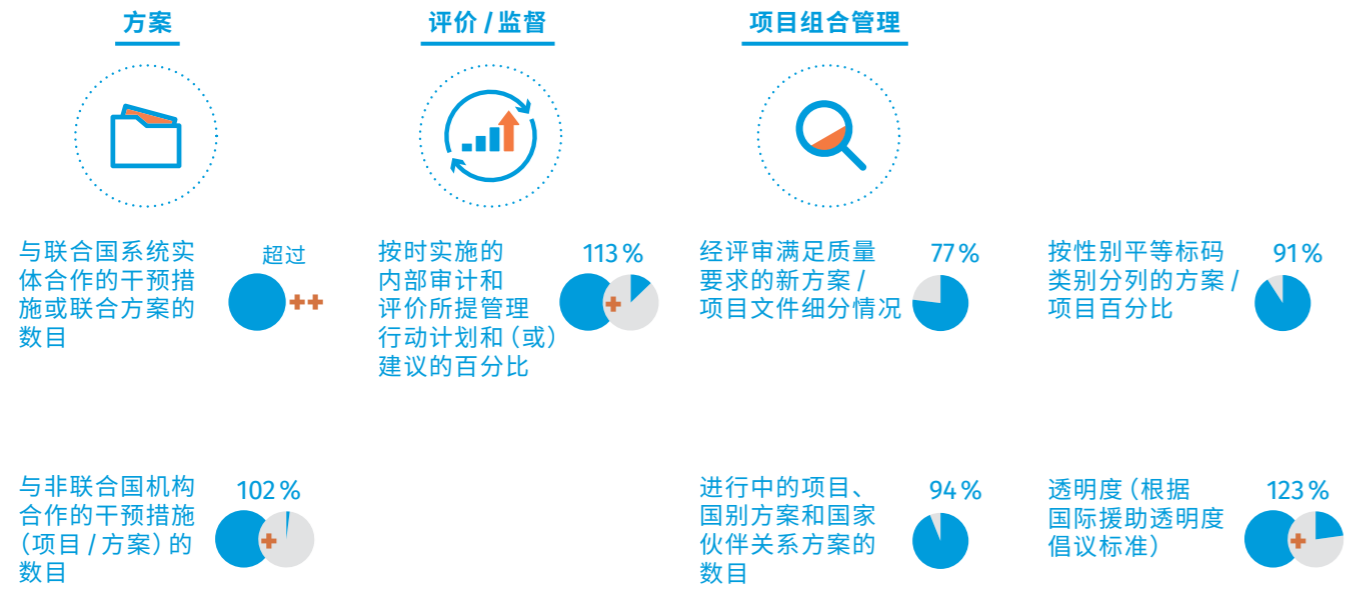 方案
评价 / 监督
项目组合管理
与联合国系统实
体合作的干预措
施或联合方案的
数目
超过
++
按时实施的
内部审计和
评价所提管理
行动计划和（或）
建议的百分比
113 %
+
经评审满足质量
要求的新方案 /
项目文件细分情况
77 %
按性别平等标码
类别分列的方案 /
项目百分比
91 %
与非联合国机构
合作的干预措施
（项目 / 方案）的
数目
102 %
+
进行中的项目、
国别方案和国家
伙伴关系方案的
数目
94 %
透明度（根据
国际援助透明度
倡议标准）
123 %
+